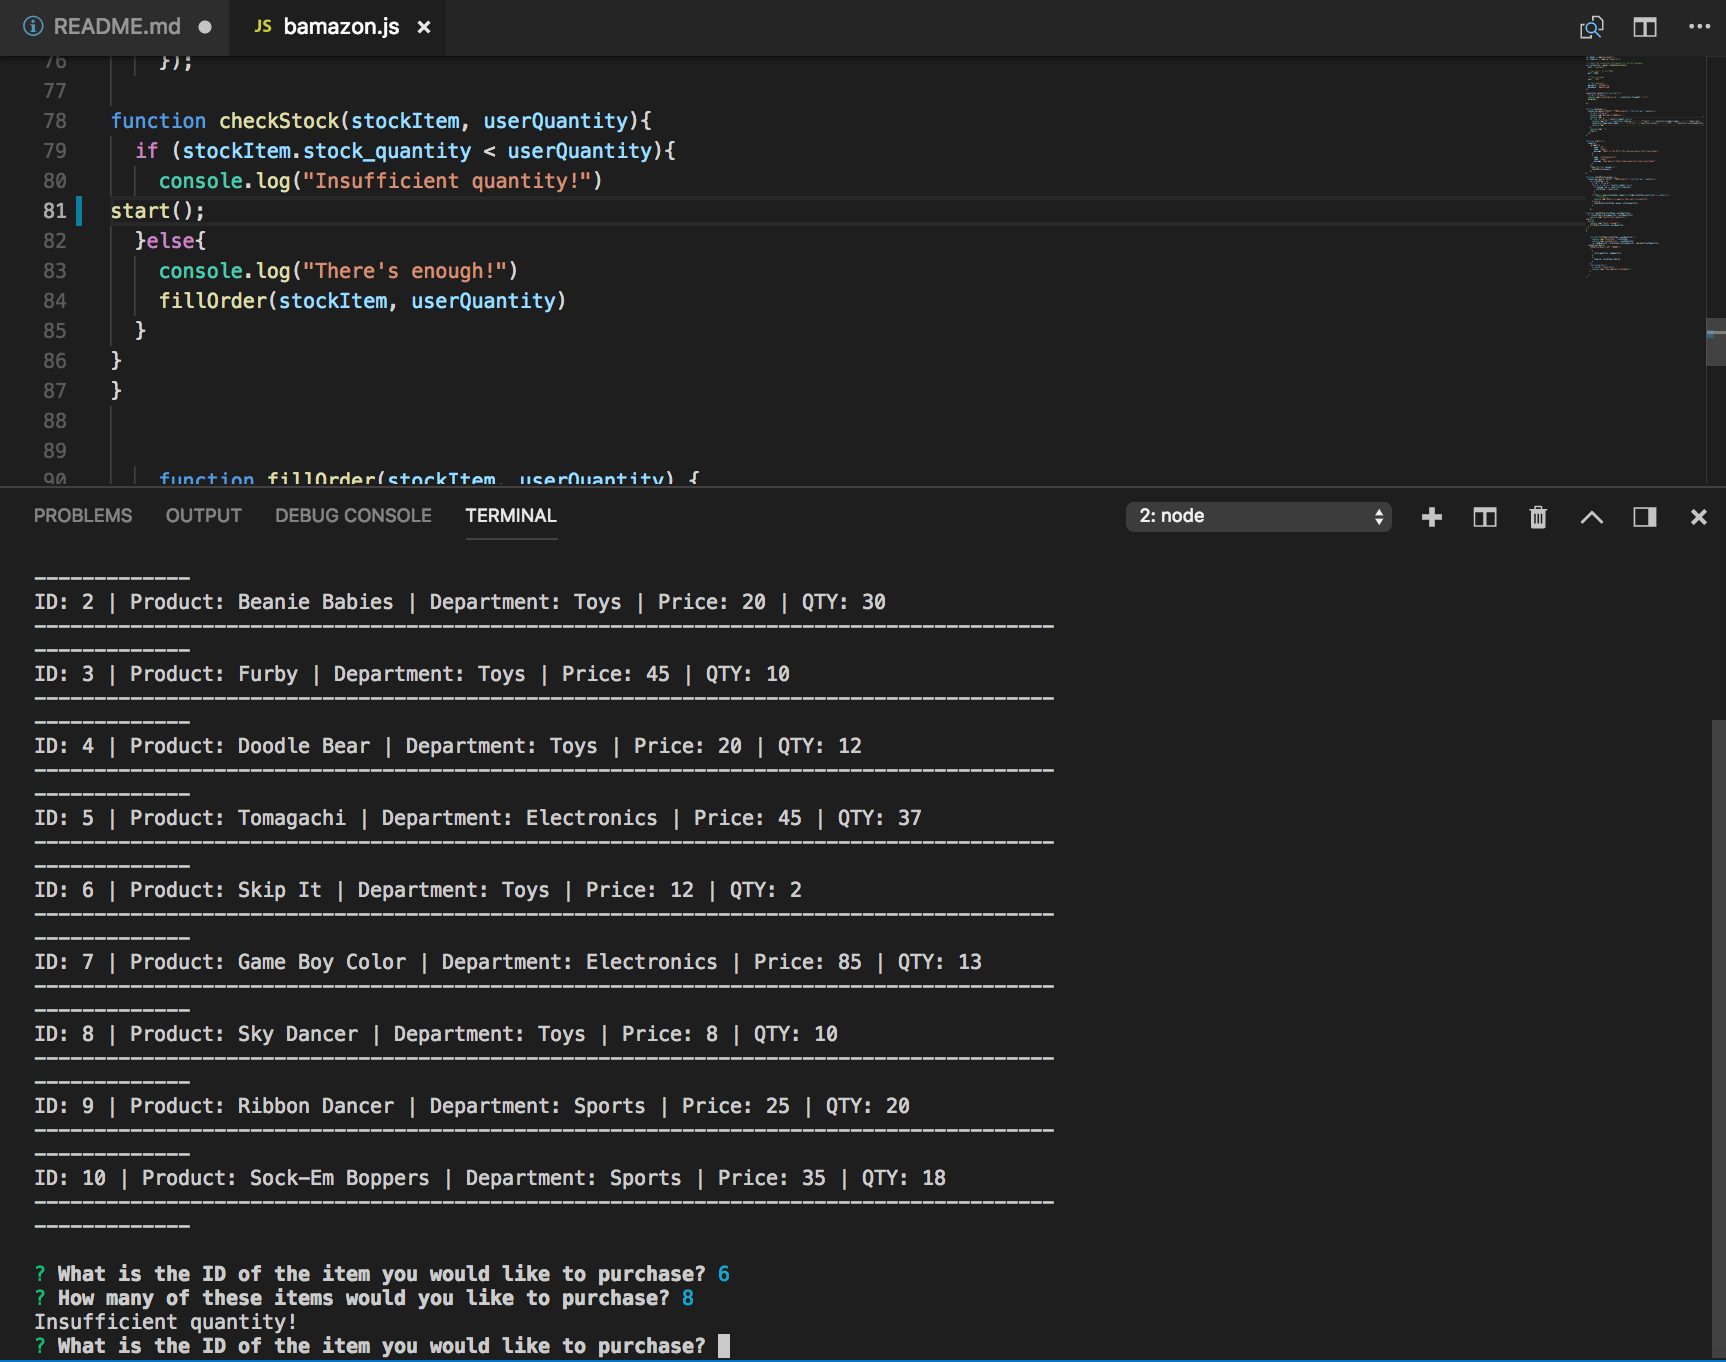 README.md
JS bamazon.js
76 });
77
78 function checkStock(stockItem, userQuantity){
79 if (stockItem.stock_quantity < userQuantity){
80 console.log("Insufficient quantity!")
81 start();
82 }else{
83 console.log("There's enough!")
84 fillOrder(stockItem, userQuantity)
85 }
86 }
87 }
88
89
90 function fillOrder(stockItem, userQuantity) {
PROBLEMS OUTPUT DEBUG CONSOLE TERMINAL 2: node
-------------
ID: 2 | Product: Beanie Babies | Department: Toys | Price: 20 | QTY: 30
-------------------------------------------------------------------------------------
-------------
ID: 3 | Product: Furby | Department: Toys | Price: 45 | QTY: 10
-------------------------------------------------------------------------------------
-------------
ID: 4 | Product: Doodle Bear | Department: Toys | Price: 20 | QTY: 12
-------------------------------------------------------------------------------------
-------------
ID: 5 | Product: Tomagachi | Department: Electronics | Price: 45 | QTY: 37
-------------------------------------------------------------------------------------
-------------
ID: 6 | Product: Skip It | Department: Toys | Price: 12 | QTY: 2
-------------------------------------------------------------------------------------
-------------
ID: 7 | Product: Game Boy Color | Department: Electronics | Price: 85 | QTY: 13
-------------------------------------------------------------------------------------
-------------
ID: 8 | Product: Sky Dancer | Department: Toys | Price: 8 | QTY: 10
-------------------------------------------------------------------------------------
-------------
ID: 9 | Product: Ribbon Dancer | Department: Sports | Price: 25 | QTY: 20
-------------------------------------------------------------------------------------
-------------
ID: 10 | Product: Sock-Em Boppers | Department: Sports | Price: 35 | QTY: 18
-------------------------------------------------------------------------------------
-------------
? What is the ID of the item you would like to purchase? 6
? How many of these items would you like to purchase? 8
Insufficient quantity!
? What is the ID of the item you would like to purchase?